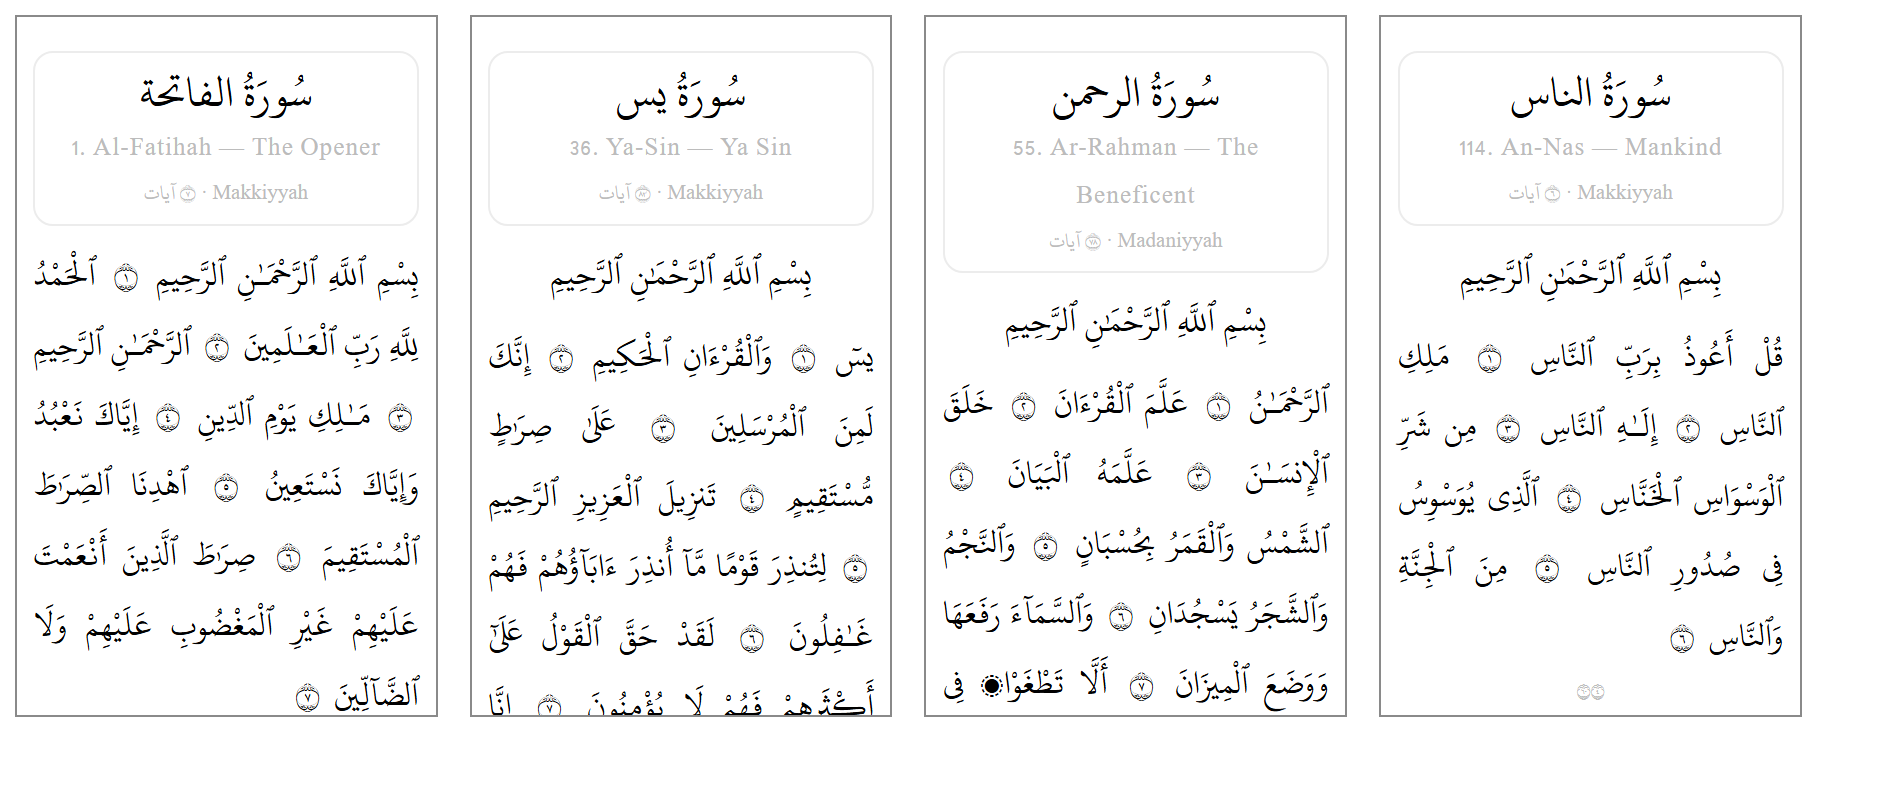 سُورَةُ الفاتحة
1. Al-Fatihah — The Opener
۝٧ آيات · Makkiyyah
بِسْمِ ٱللَّهِ ٱلرَّحْمَـٰنِ ٱلرَّحِيمِ ۝١ ٱلْحَمْدُ
لِلَّهِ رَبِّ ٱلْعَـٰلَمِينَ ۝٢ ٱلرَّحْمَـٰنِ ٱلرَّحِيمِ
۝٣ مَـٰلِكِ يَوْمِ ٱلدِّينِ ۝٤ إِيَّاكَ نَعْبُدُ
وَإِيَّاكَ نَسْتَعِينُ ۝٥ ٱهْدِنَا ٱلصِّرَٰطَ
ٱلْمُسْتَقِيمَ ۝٦ صِرَٰطَ ٱلَّذِينَ أَنْعَمْتَ
عَلَيْهِمْ غَيْرِ ٱلْمَغْضُوبِ عَلَيْهِمْ وَلَا
ٱلضَّآلِّينَ ۝٧
سُورَةُ يس
36. Ya-Sin — Ya Sin
۝٨٣ آيات · Makkiyyah
بِسْمِ ٱللَّهِ ٱلرَّحْمَٰنِ ٱلرَّحِيمِ
يسٓ ۝١ وَٱلْقُرْءَانِ ٱلْحَكِيمِ ۝٢ إِنَّكَ
لَمِنَ ٱلْمُرْسَلِينَ ۝٣ عَلَىٰ صِرَٰطٍ
مُّسْتَقِيمٍ ۝٤ تَنزِيلَ ٱلْعَزِيزِ ٱلرَّحِيمِ
۝٥ لِتُنذِرَ قَوْمًا مَّآ أُنذِرَ ءَابَآؤُهُمْ فَهُمْ
غَـٰفِلُونَ ۝٦ لَقَدْ حَقَّ ٱلْقَوْلُ عَلَىٰٓ
أَكْثَرِهِمْ فَهُمْ لَا يُؤْمِنُونَ ۝٧ إِنَّا
سُورَةُ الرحمن
55. Ar-Rahman — The
Beneficent
۝٧٨ آيات · Madaniyyah
بِسْمِ ٱللَّهِ ٱلرَّحْمَٰنِ ٱلرَّحِيمِ
ٱلرَّحْمَـٰنُ ۝١ عَلَّمَ ٱلْقُرْءَانَ ۝٢ خَلَقَ
ٱلْإِنسَـٰنَ ۝٣ عَلَّمَهُ ٱلْبَيَانَ ۝٤
ٱلشَّمْسُ وَٱلْقَمَرُ بِحُسْبَانٍ ۝٥ وَٱلنَّجْمُ
وَٱلشَّجَرُ يَسْجُدَانِ ۝٦ وَٱلسَّمَآءَ رَفَعَهَا
وَوَضَعَ ٱلْمِيزَانَ ۝٧ أَلَّا تَطْغَوْا۟ فِى
سُورَةُ الناس
114. An-Nas — Mankind
۝٦ آيات · Makkiyyah
بِسْمِ ٱللَّهِ ٱلرَّحْمَٰنِ ٱلرَّحِيمِ
قُلْ أَعُوذُ بِرَبِّ ٱلنَّاسِ ۝١ مَلِكِ
ٱلنَّاسِ ۝٢ إِلَـٰهِ ٱلنَّاسِ ۝٣ مِن شَرِّ
ٱلْوَسْوَاسِ ٱلْخَنَّاسِ ۝٤ ٱلَّذِى يُوَسْوِسُ
فِى صُدُورِ ٱلنَّاسِ ۝٥ مِنَ ٱلْجِنَّةِ
وَٱلنَّاسِ ۝٦